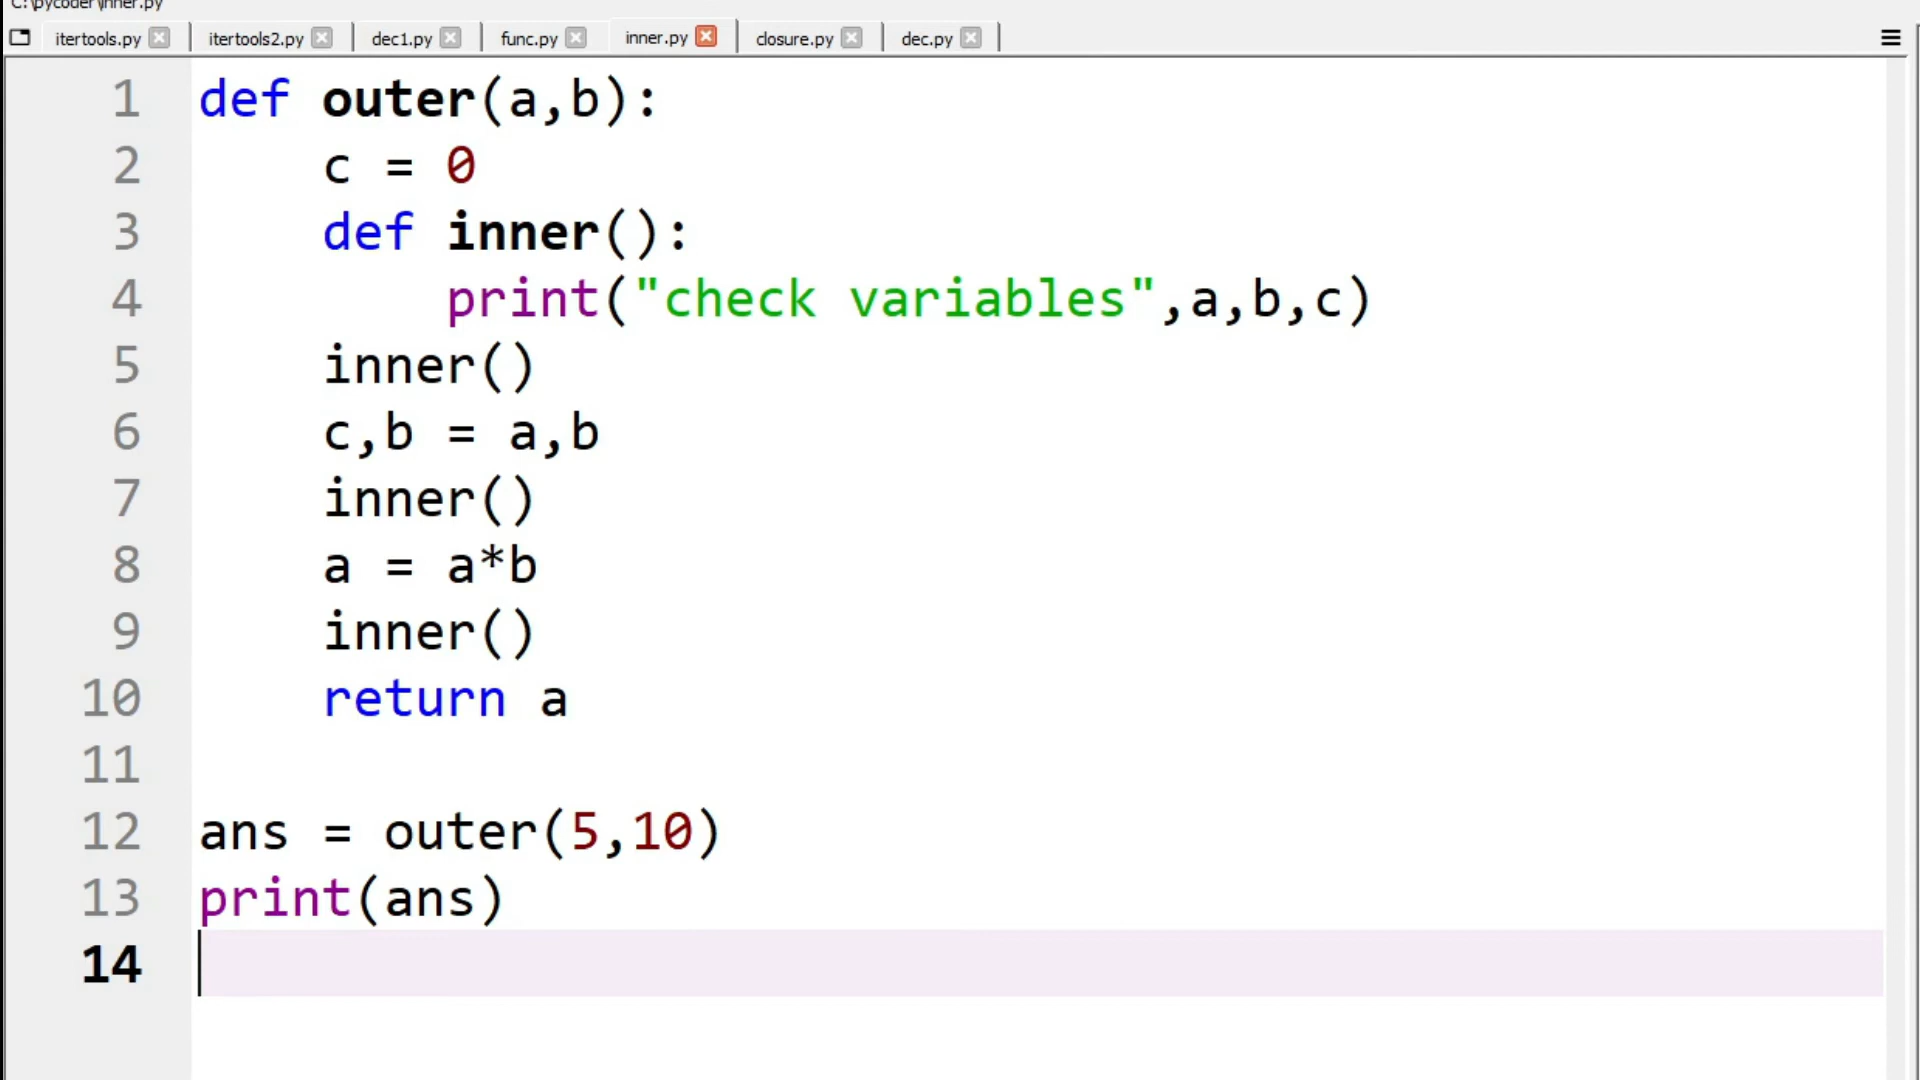 C:\pycoder\inner.py
itertools.py itertools2.py dec1.py func.py inner.py closure.py dec.py
1 def outer(a,b):
2     c = 0
3     def inner():
4         print("check variables",a,b,c)
5     inner()
6     c,b = a,b
7     inner()
8     a = a*b
9     inner()
10     return a
11
12 ans = outer(5,10)
13 print(ans)
14